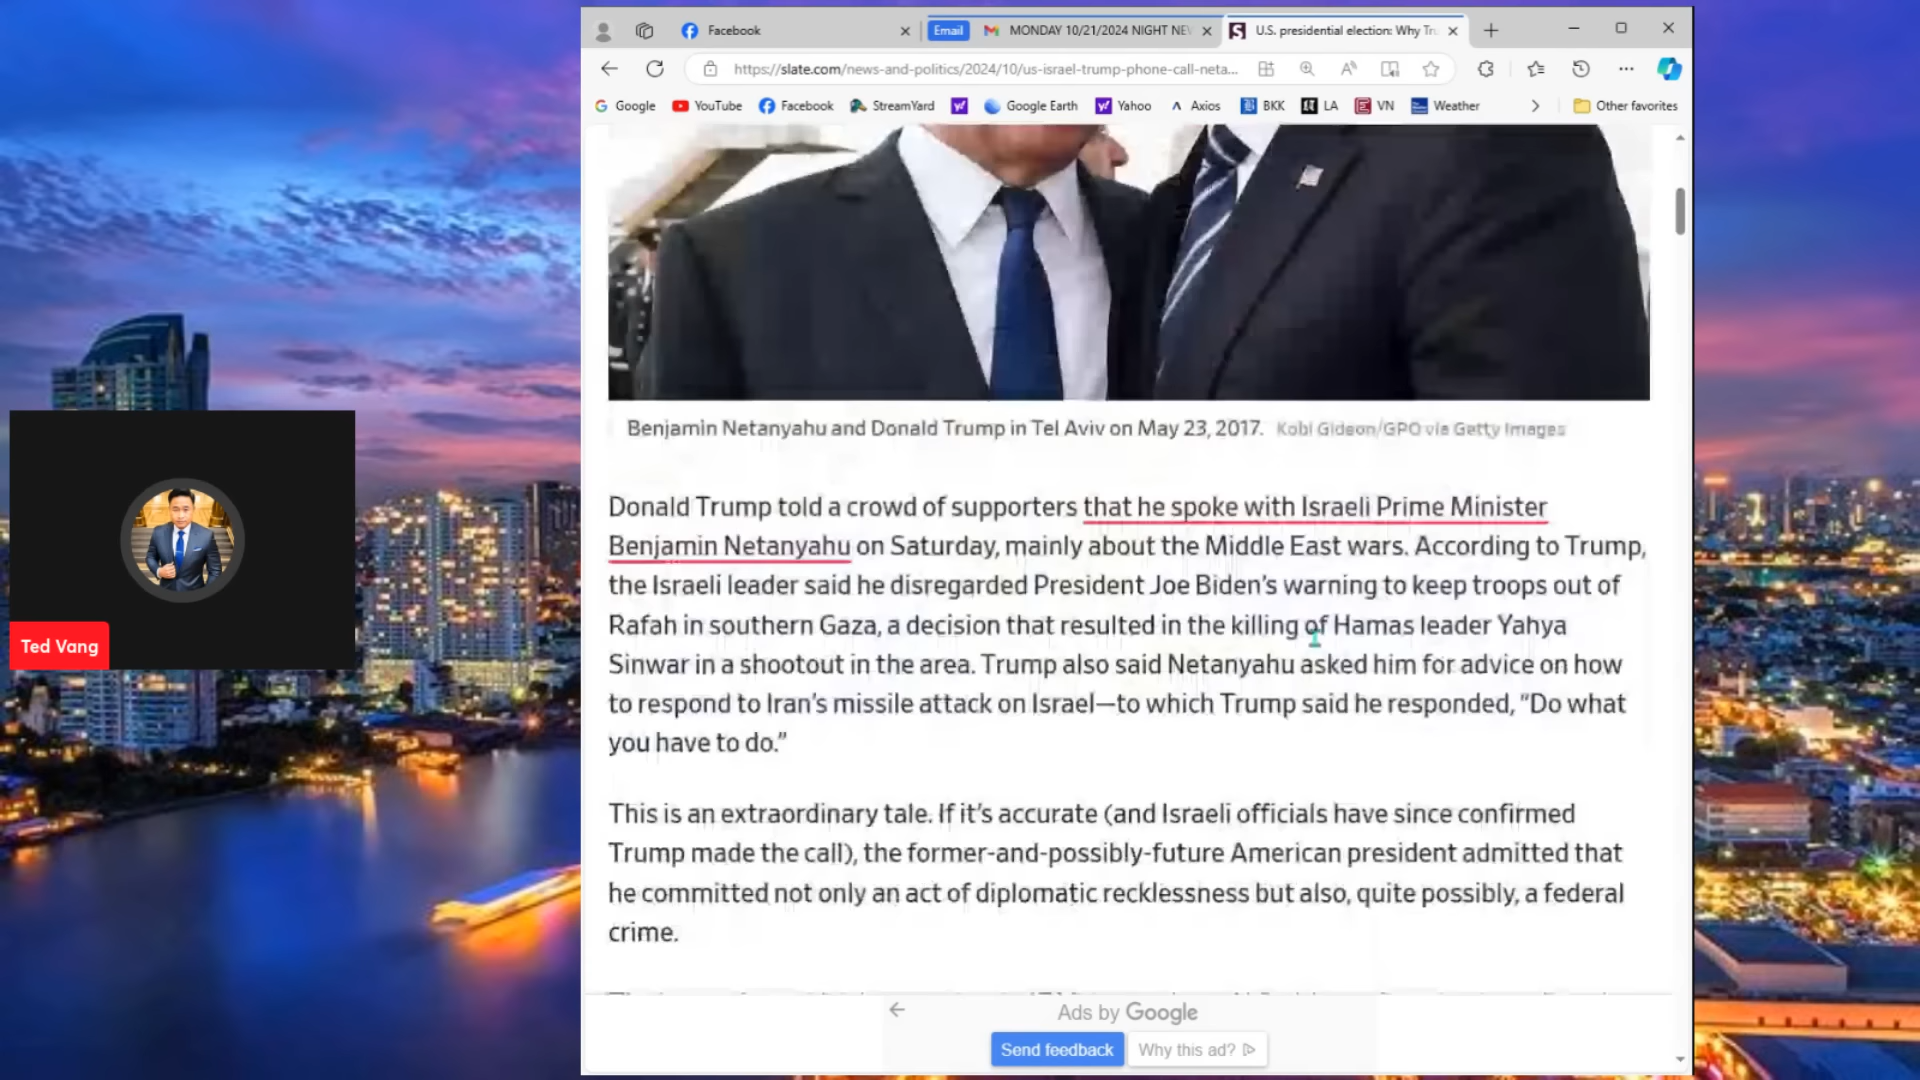 Facebook
Email
MONDAY 10/21/2024 NIGHT NE
U.S. presidential election: Why Tr
https://slate.com/news-and-politics/2024/10/us-israel-trump-phone-call-neta...
Google
YouTube
Facebook
StreamYard
Google Earth
Yahoo
Axios
BKK
LA
VN
Weather
Other favorites
Benjamin Netanyahu and Donald Trump in Tel Aviv on May 23, 2017. Kobi Gideon/GPO via Getty Images
Donald Trump told a crowd of supporters that he spoke with Israeli Prime Minister
Benjamin Netanyahu on Saturday, mainly about the Middle East wars. According to Trump,
the Israeli leader said he disregarded President Joe Biden’s warning to keep troops out of
Rafah in southern Gaza, a decision that resulted in the killing of Hamas leader Yahya
Sinwar in a shootout in the area. Trump also said Netanyahu asked him for advice on how
to respond to Iran’s missile attack on Israel—to which Trump said he responded, “Do what
you have to do.”
This is an extraordinary tale. If it’s accurate (and Israeli officials have since confirmed
Trump made the call), the former-and-possibly-future American president admitted that
he committed not only an act of diplomatic recklessness but also, quite possibly, a federal
crime.
Ads by Google
Send feedback
Why this ad?
Ted Vang